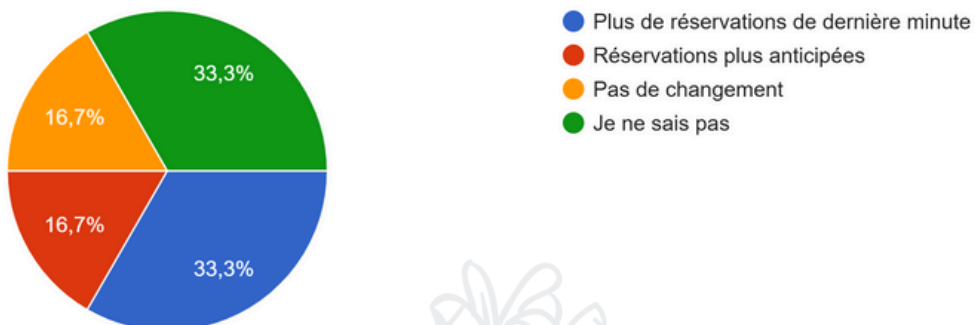 Plus de réservations de dernière minute
Réservations plus anticipées
Pas de changement
Je ne sais pas
33,3%
16,7%
16,7%
33,3%